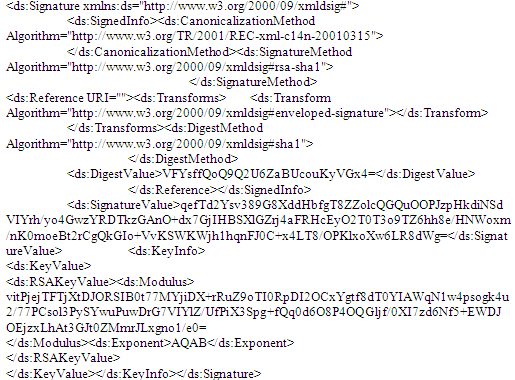 <ds:Signature xmlns:ds="http://www.w3.org/2000/09/xmldsig#">
<ds:SignedInfo><ds:CanonicalizationMethod
Algorithm="http://www.w3.org/TR/2001/REC-xml-c14n-20010315">
</ds:CanonicalizationMethod><ds:SignatureMethod
Algorithm="http://www.w3.org/2000/09/xmldsig#rsa-sha1">
</ds:SignatureMethod>
<ds:Reference URI=""><ds:Transforms> <ds:Transform
Algorithm="http://www.w3.org/2000/09/xmldsig#enveloped-signature"></ds:Transform>
</ds:Transforms><ds:DigestMethod
Algorithm="http://www.w3.org/2000/09/xmldsig#sha1">
</ds:DigestMethod>
<ds:DigestValue>VFYsffQoQ9Q2U6ZaBUcouKyVGx4=</ds:DigestValue>
</ds:Reference></ds:SignedInfo>
<ds:SignatureValue>qefTd2Ysv389G8XddHbfgT8ZZolcQGQuOOPJzpHkdiNSd
VIYrh/yo4GwzYRDTkzGAnO+dx7GjIHBSXlGZrj4aFRHcEyO2T0T3o9TZ6hh8e/HNWoxm
/nK0moeBt2rCgQkGIo+VvKSWKWjh1hqnFJ0C+x4LT8/OPKlxoXw6LR8dWg=</ds:Signat
ureValue> <ds:KeyInfo>
<ds:KeyValue>
<ds:RSAKeyValue><ds:Modulus>
vitPjejTFTjXtDJORSIB0t77MYjiDX+rRuZ9oTI0RpDI2OCxYgtf8dT0YIAWqN1w4psogk4u
2/77PCsol3PySYwuPuwDrG7VIYlZ/UfPiX3Spg+fQq0d6O8P4OQGljf/0XI7zd6Nf5+EWDJ
OEjzxLhAt3GJt0ZMmrJLxgno1/e0=
</ds:Modulus><ds:Exponent>AQAB</ds:Exponent>
</ds:RSAKeyValue>
</ds:KeyValue></ds:KeyInfo></ds:Signature>